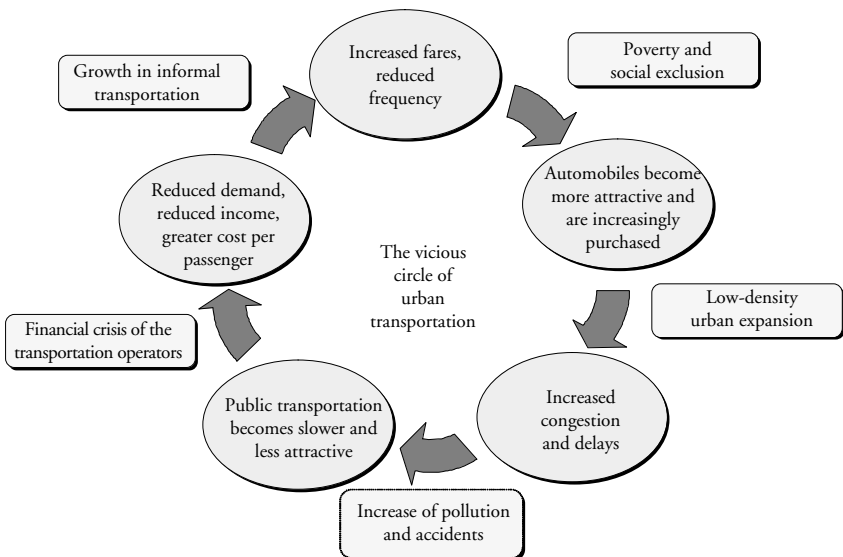 Increased fares,
reduced
frequency
Poverty and
social exclusion
Automobiles become
more attractive and
are increasingly
purchased
Low-density
urban expansion
Increased
congestion
and delays
Increase of pollution
and accidents
Public transportation
becomes slower and
less attractive
Financial crisis of the
transportation operators
Reduced demand,
reduced income,
greater cost per
passenger
Growth in informal
transportation
The vicious
circle of
urban
transportation